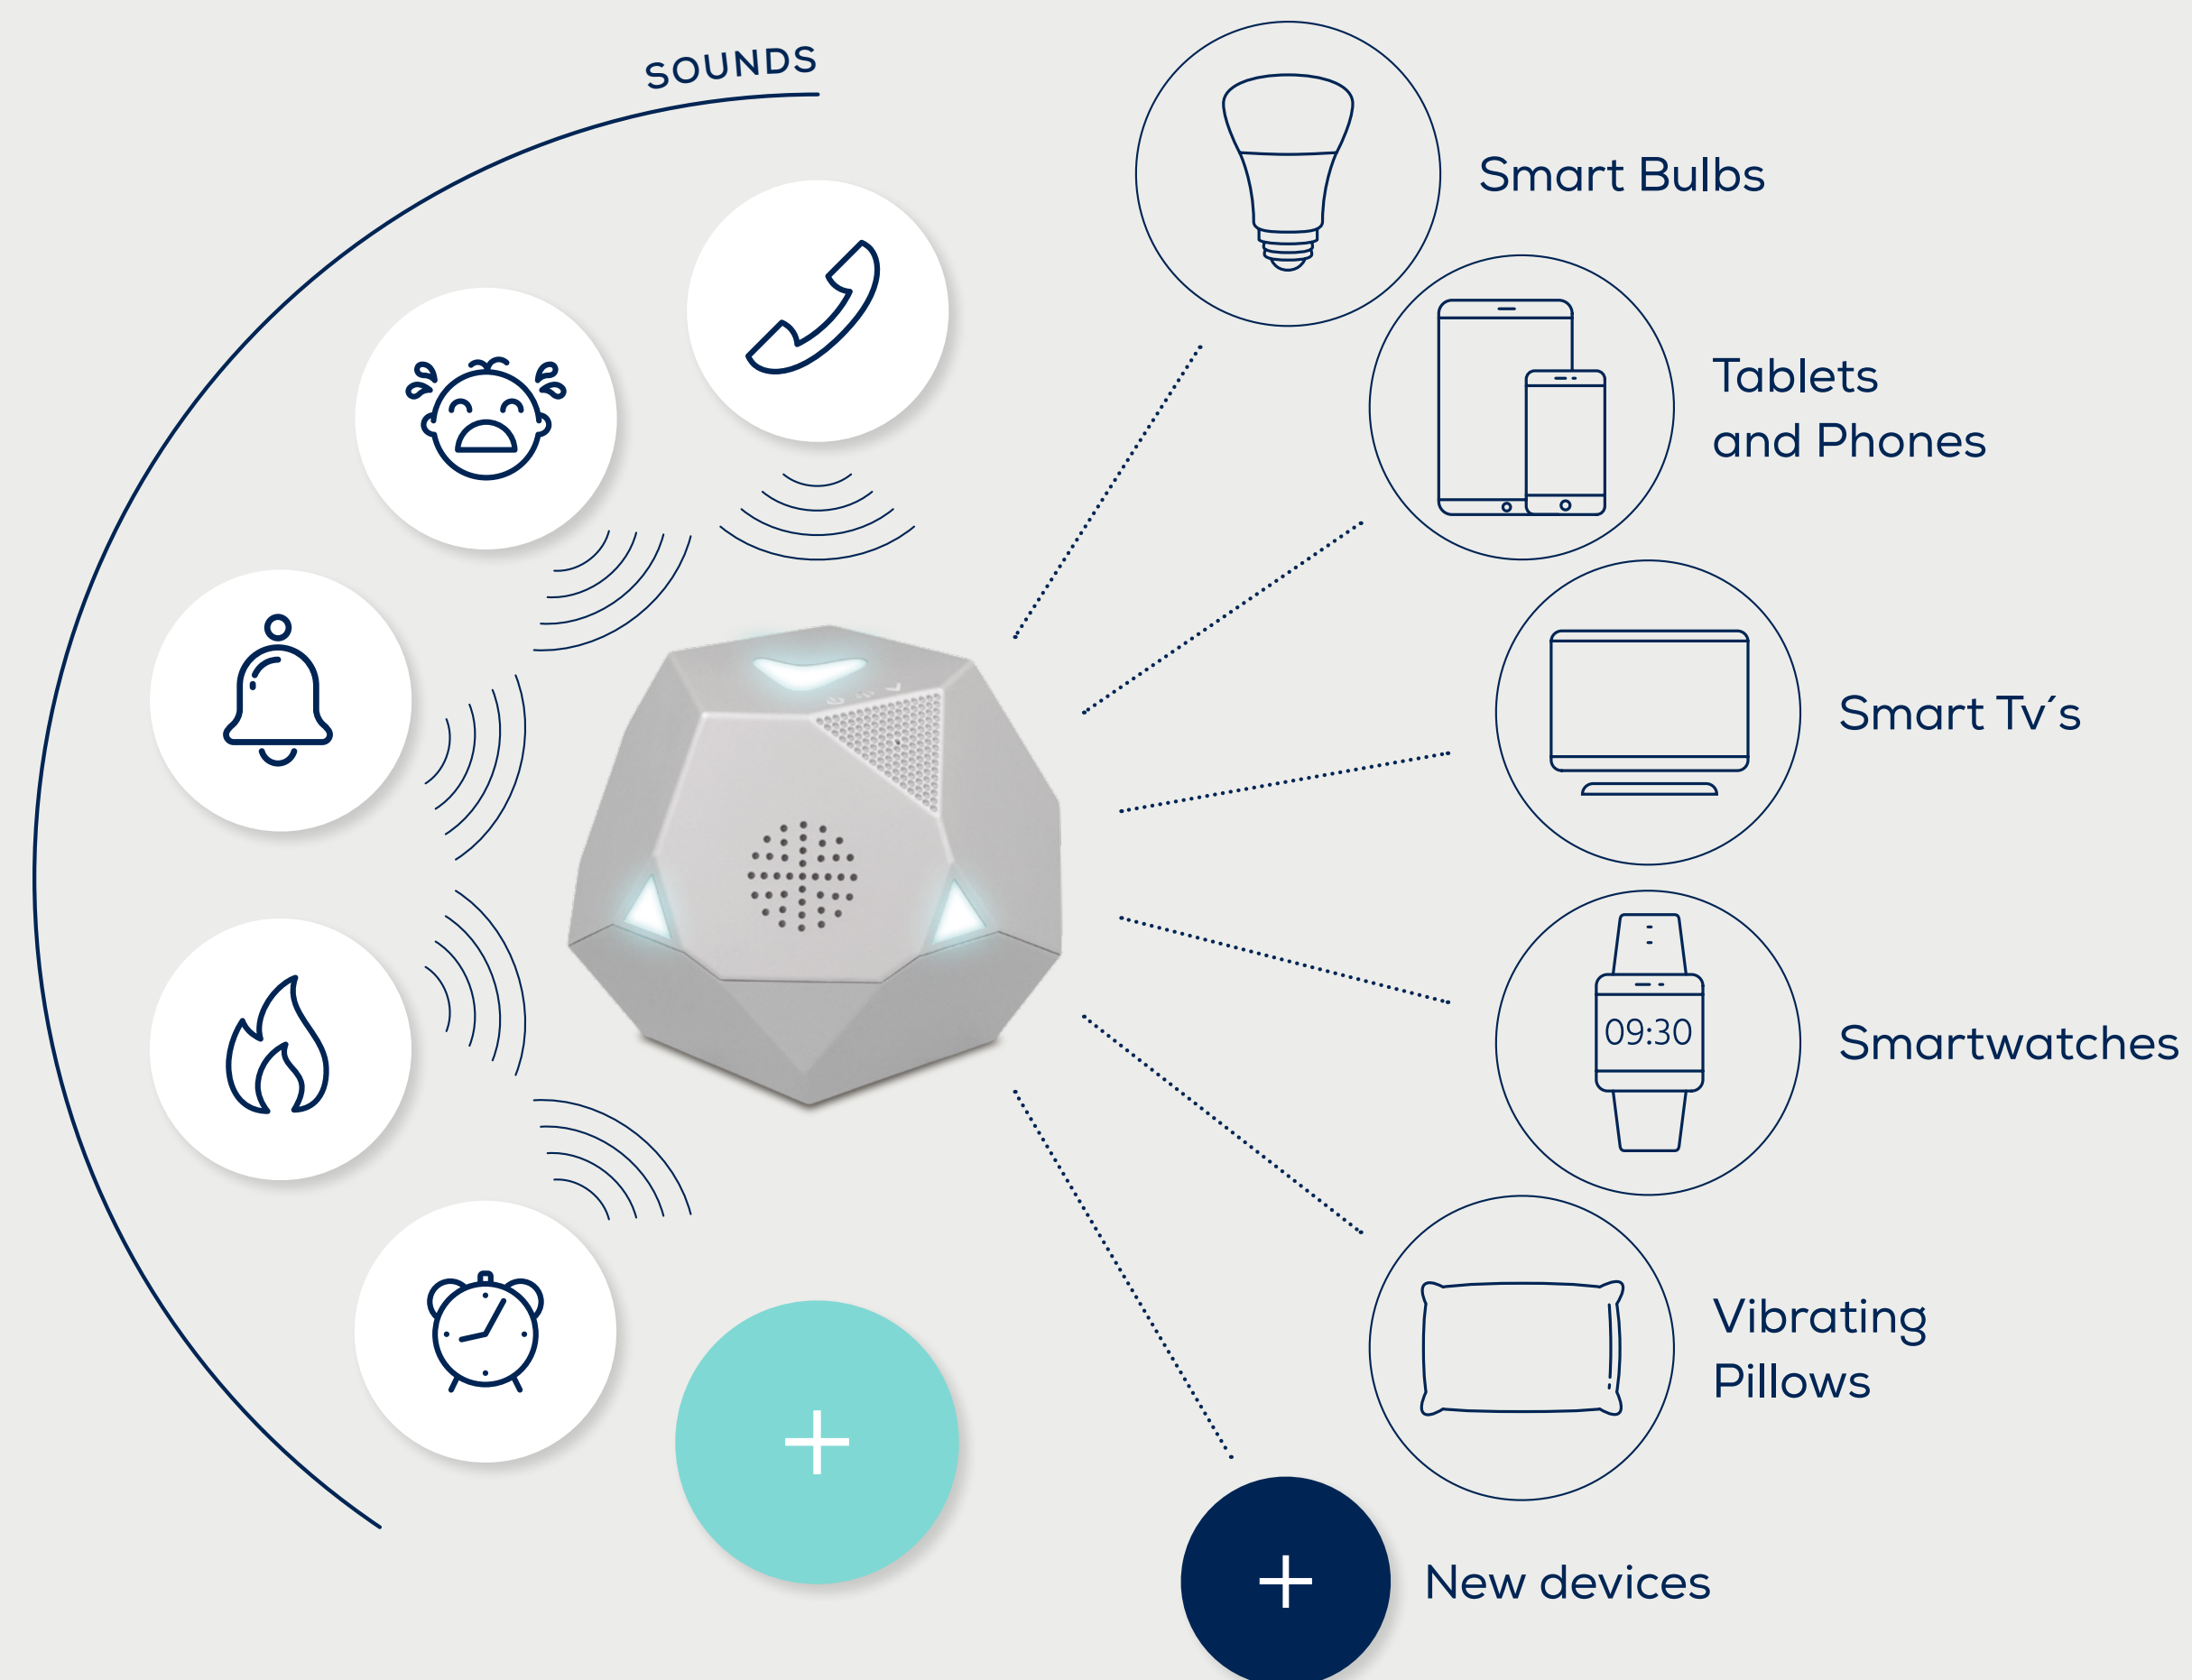 SOUNDS
Smart Bulbs
Tablets
and Phones
Smart Tv´s
09:30
Smartwatches
Vibrating
Pillows
New devices